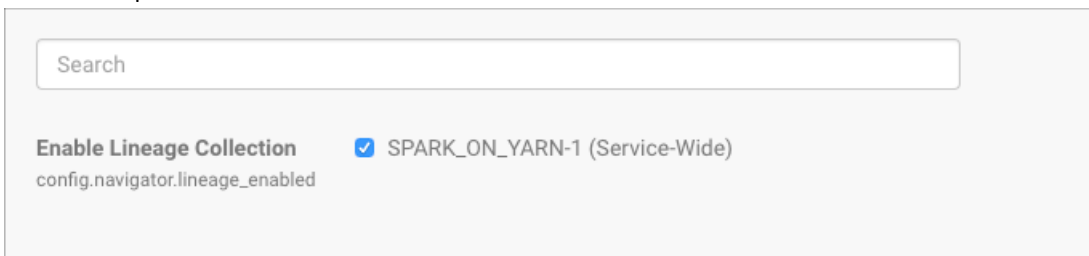 Search
Enable Lineage Collection SPARK_ON_YARN-1 (Service-Wide)
config.navigator.lineage_enabled